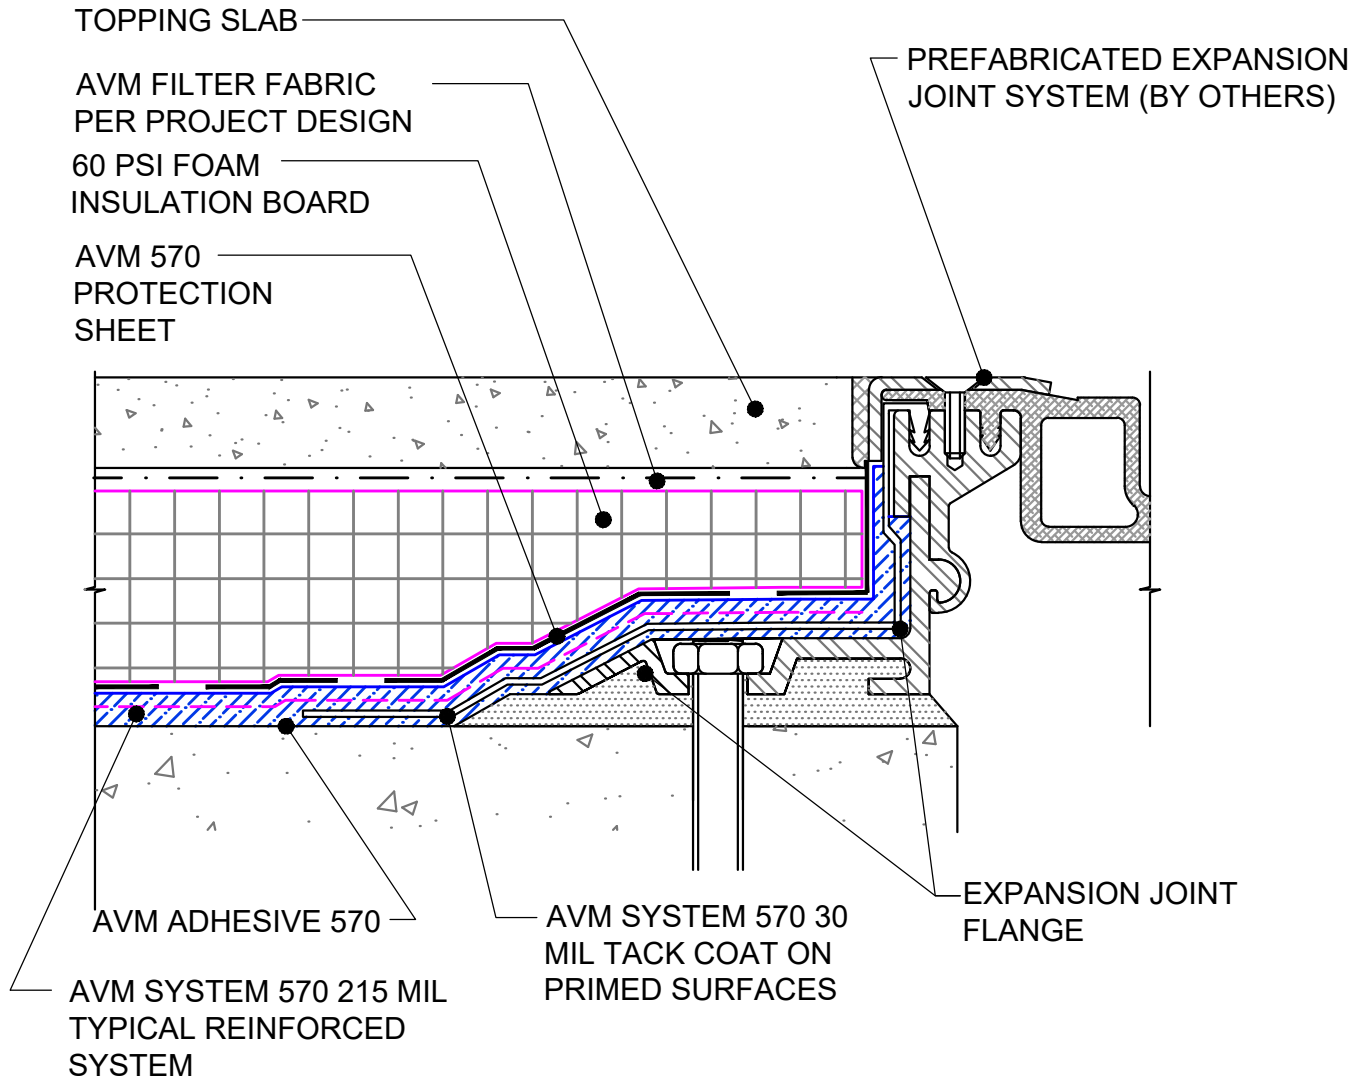 TOPPING SLAB
AVM FILTER FABRIC
PER PROJECT DESIGN
60 PSI FOAM
INSULATION BOARD
AVM 570
PROTECTION
SHEET
PREFABRICATED EXPANSION
JOINT SYSTEM (BY OTHERS)
AVM ADHESIVE 570
AVM SYSTEM 570 215 MIL
TYPICAL REINFORCED
SYSTEM
AVM SYSTEM 570 30
MIL TACK COAT ON
PRIMED SURFACES
EXPANSION JOINT
FLANGE